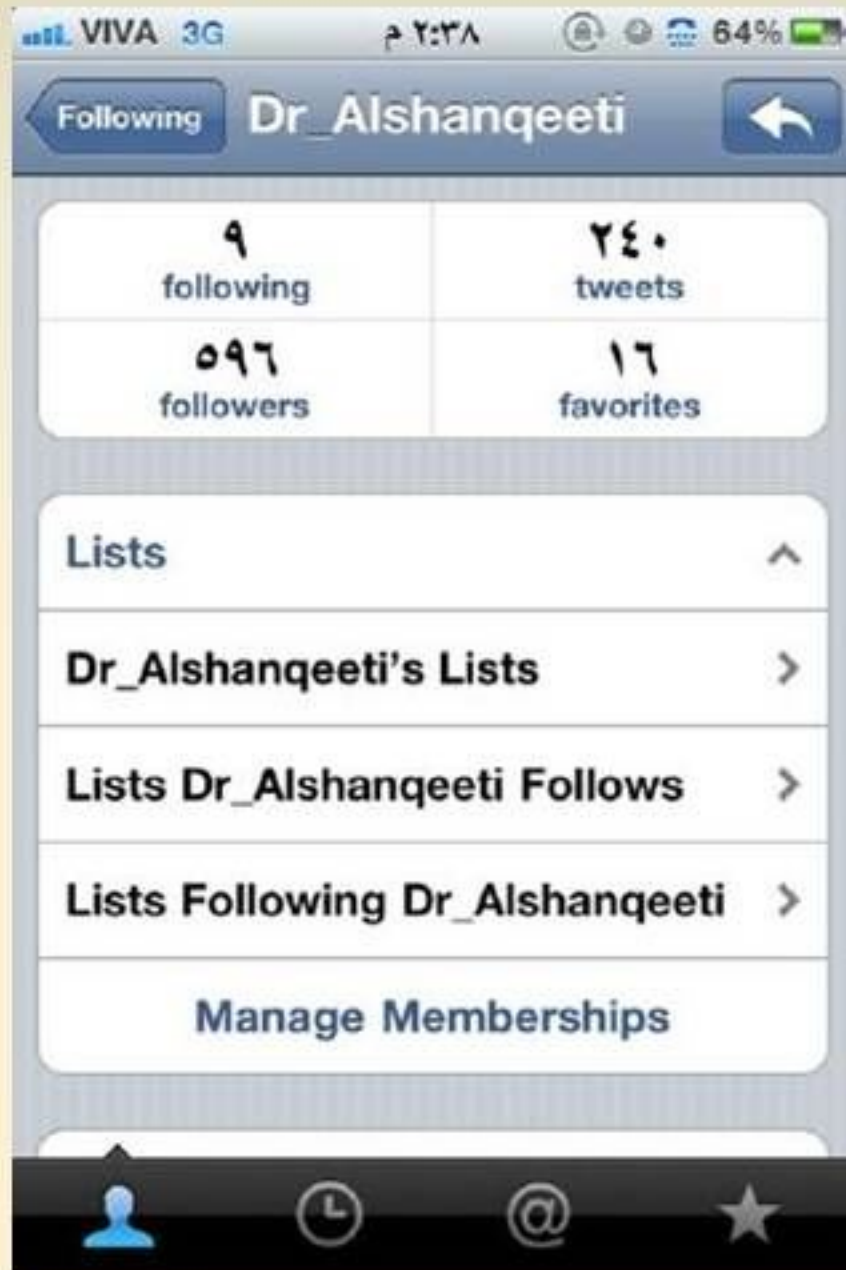 VIVA 3G ٢:٣٨ م 64%
Following Dr_Alshanqeeti
٩ ٢٤٠
following tweets
٥٩٦ ١٦
followers favorites
Lists
Dr_Alshanqeeti's Lists
Lists Dr_Alshanqeeti Follows
Lists Following Dr_Alshanqeeti
Manage Memberships
@